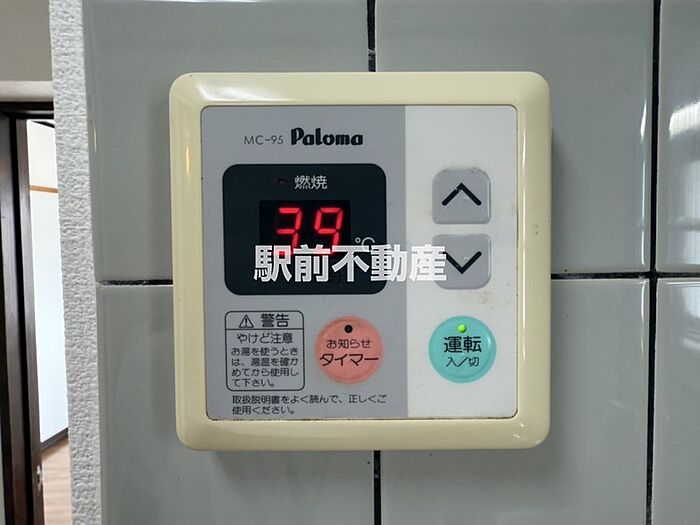 MC-95 Paloma
燃焼
39 ℃
駅前不動産
警告
やけど注意
お湯を使うとき
は、湯温を確か
めてから使用し
て下さい。
お知らせ
タイマー
運転
入/切
取扱説明書をよく読んで、正しくご
使用ください。